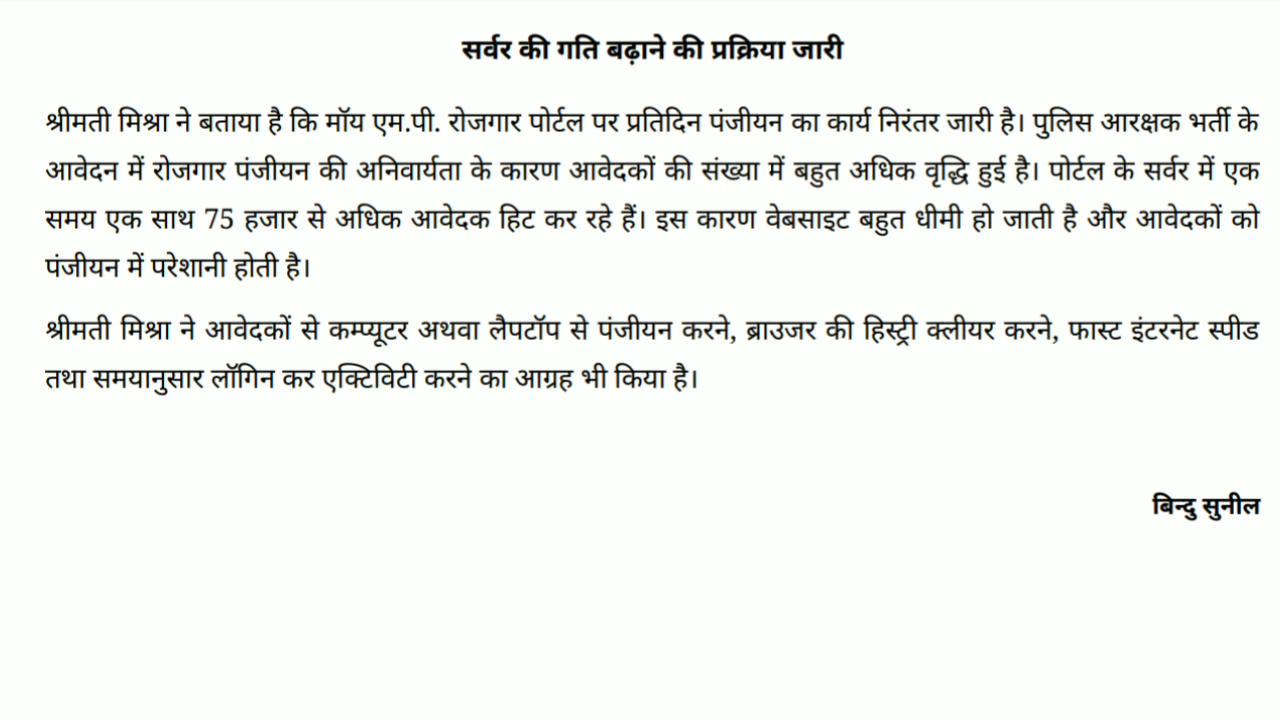 सर्वर की गति बढ़ाने की प्रक्रिया जारी
श्रीमती मिश्रा ने बताया है कि मॉय एम.पी. रोजगार पोर्टल पर प्रतिदिन पंजीयन का कार्य निरंतर जारी है। पुलिस आरक्षक भर्ती के
आवेदन में रोजगार पंजीयन की अनिवार्यता के कारण आवेदकों की संख्या में बहुत अधिक वृद्धि हुई है। पोर्टल के सर्वर में एक
समय एक साथ 75 हजार से अधिक आवेदक हिट कर रहे हैं। इस कारण वेबसाइट बहुत धीमी हो जाती है और आवेदकों को
पंजीयन में परेशानी होती है।
श्रीमती मिश्रा ने आवेदकों से कम्प्यूटर अथवा लैपटॉप से पंजीयन करने, ब्राउजर की हिस्ट्री क्लीयर करने, फास्ट इंटरनेट स्पीड
तथा समयानुसार लॉगिन कर एक्टिविटी करने का आग्रह भी किया है।
बिन्दु सुनील